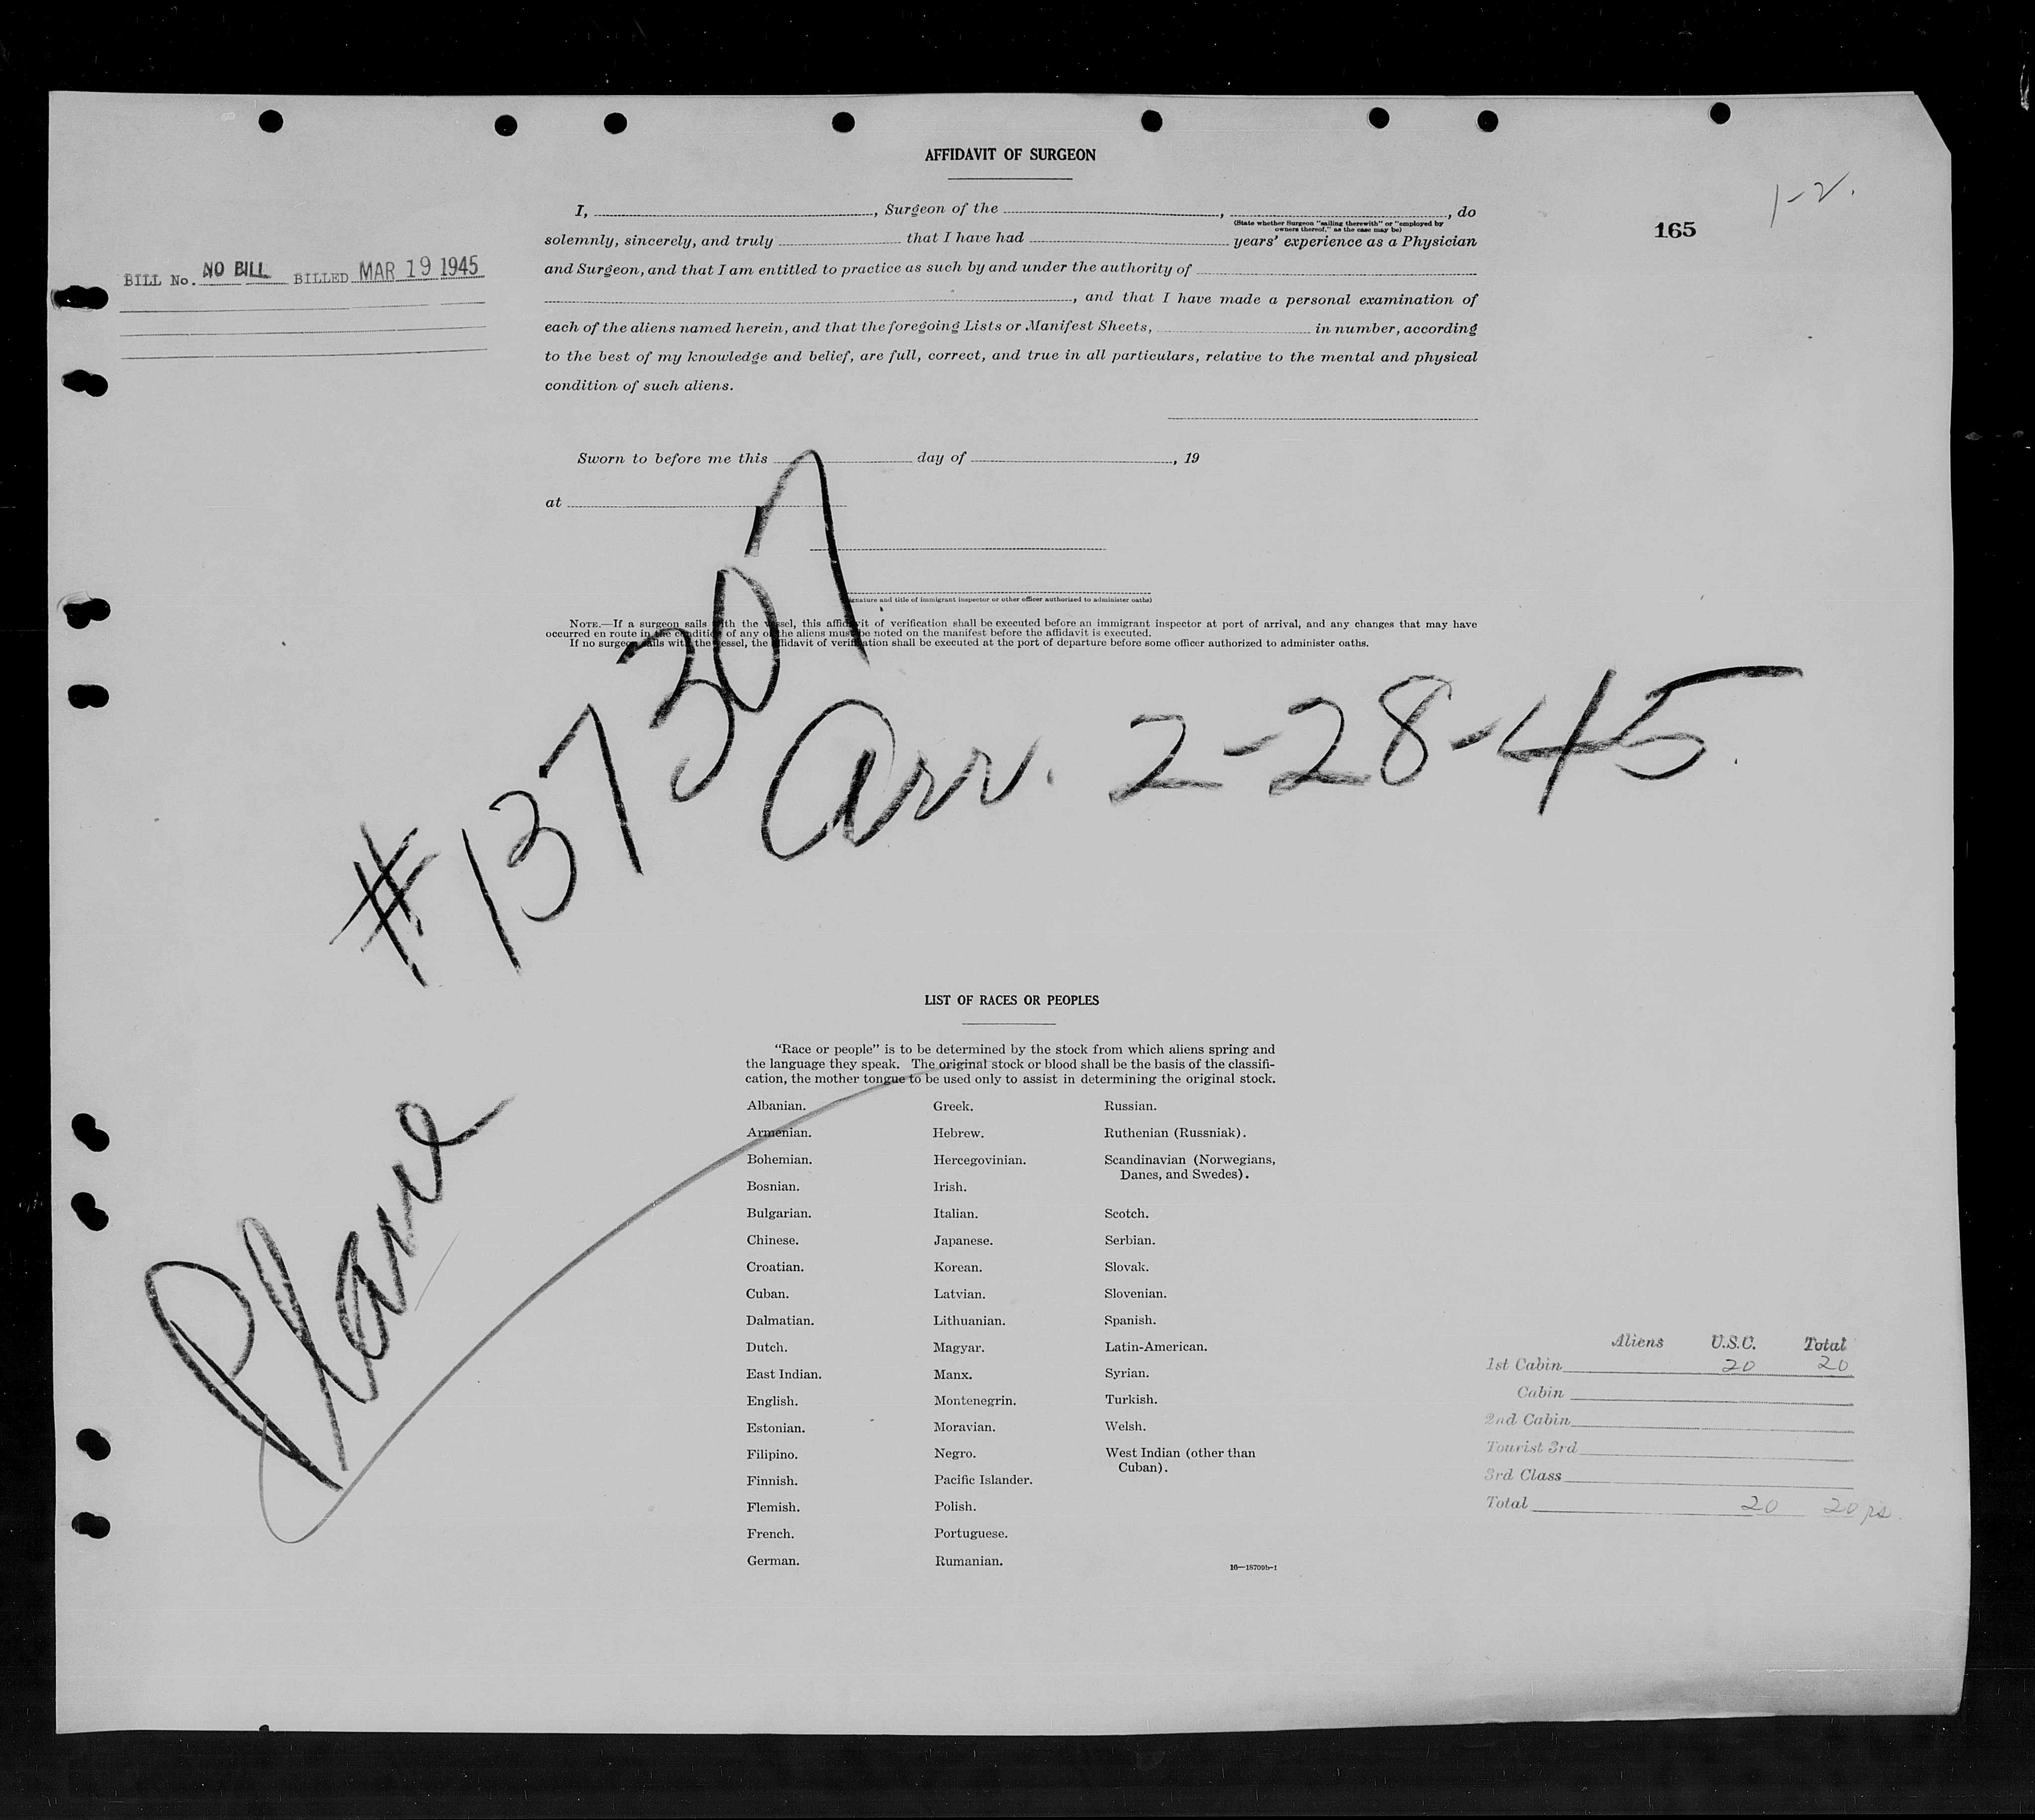 AFFIDAVIT OF SURGEON
1-2.
165
I, , Surgeon of the , , do
(State whether Surgeon "sailing therewith" or "employed by
owners thereof," as the case may be)
solemnly, sincerely, and truly that I have had years' experience as a Physician
and Surgeon, and that I am entitled to practice as such by and under the authority of
, and that I have made a personal examination of
each of the aliens named herein, and that the foregoing Lists or Manifest Sheets, in number, according
to the best of my knowledge and belief, are full, correct, and true in all particulars, relative to the mental and physical
condition of such aliens.
BILL No. NO BILL BILLED MAR 19 1945
Sworn to before me this day of , 19
at
(Signature and title of immigrant inspector or other officer authorized to administer oaths)
NOTE.—If a surgeon sails with the vessel, this affidavit of verification shall be executed before an immigrant inspector at port of arrival, and any changes that may have
occurred en route in the condition of any of the aliens must be noted on the manifest before the affidavit is executed.
If no surgeon sails with the vessel, the affidavit of verification shall be executed at the port of departure before some officer authorized to administer oaths.
#137307
Arr. 2-28-45.
Plane
LIST OF RACES OR PEOPLES
"Race or people" is to be determined by the stock from which aliens spring and
the language they speak. The original stock or blood shall be the basis of the classifi-
cation, the mother tongue to be used only to assist in determining the original stock.
Albanian.
Armenian.
Bohemian.
Bosnian.
Bulgarian.
Chinese.
Croatian.
Cuban.
Dalmatian.
Dutch.
East Indian.
English.
Estonian.
Filipino.
Finnish.
Flemish.
French.
German.
Greek.
Hebrew.
Hercegovinian.
Irish.
Italian.
Japanese.
Korean.
Latvian.
Lithuanian.
Magyar.
Manx.
Montenegrin.
Moravian.
Negro.
Pacific Islander.
Polish.
Portuguese.
Rumanian.
Russian.
Ruthenian (Russniak).
Scandinavian (Norwegians,
Danes, and Swedes).
Scotch.
Serbian.
Slovak.
Slovenian.
Spanish.
Latin-American.
Syrian.
Turkish.
Welsh.
West Indian (other than
Cuban).
16—18709b-1
Aliens U.S.C. Total
1st Cabin 20 20
Cabin
2nd Cabin
Tourist 3rd
3rd Class
Total 20 20